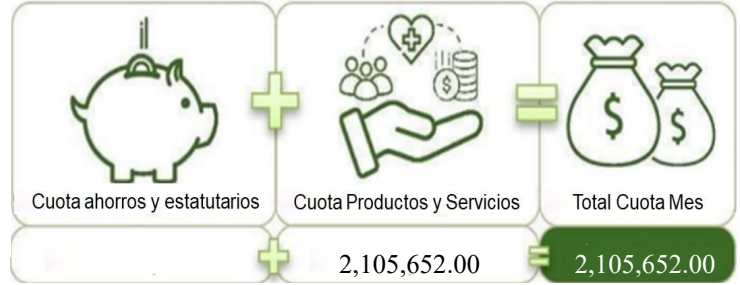 Cuota ahorros y estatutarios
Cuota Productos y Servicios
Total Cuota Mes
2,105,652.00
2,105,652.00